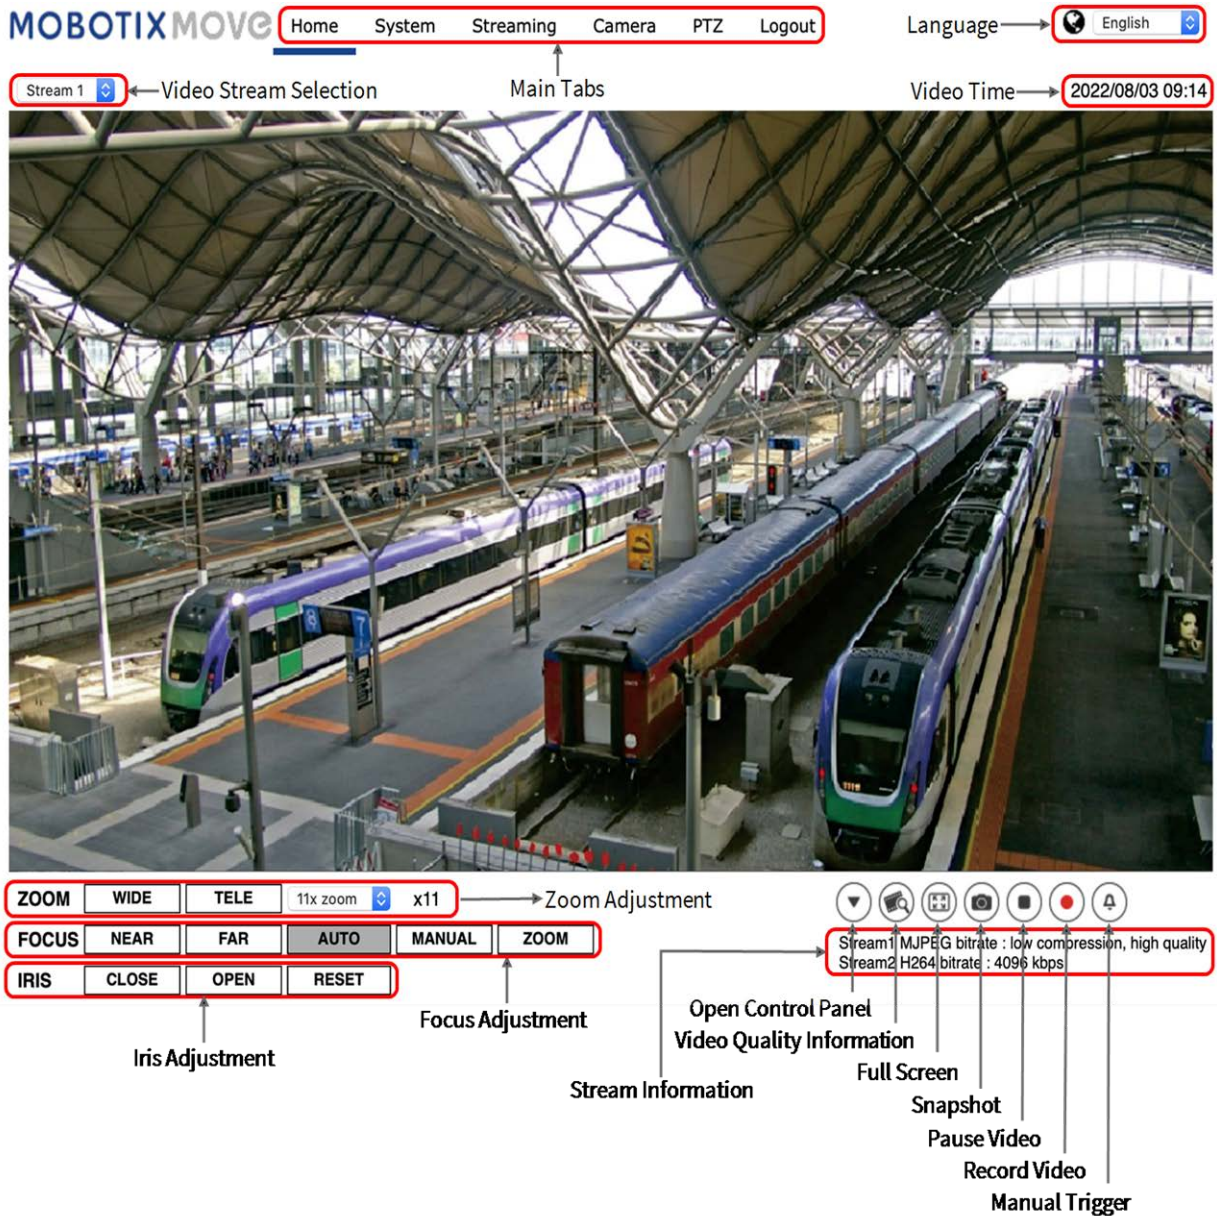 MOBOTIX MOVE
Home System Streaming Camera PTZ Logout
Language
English
Stream 1
Video Stream Selection
Main Tabs
Video Time
2022/08/03 09:14
8
7
ZOOM WIDE TELE 11x zoom x11
Zoom Adjustment
FOCUS NEAR FAR AUTO MANUAL ZOOM
IRIS CLOSE OPEN RESET
Stream1 MJPEG bitrate : low compression, high quality
Stream2 H264 bitrate : 4096 kbps
Open Control Panel
Focus Adjustment
Video Quality Information
Iris Adjustment
Full Screen
Stream Information
Snapshot
Pause Video
Record Video
Manual Trigger